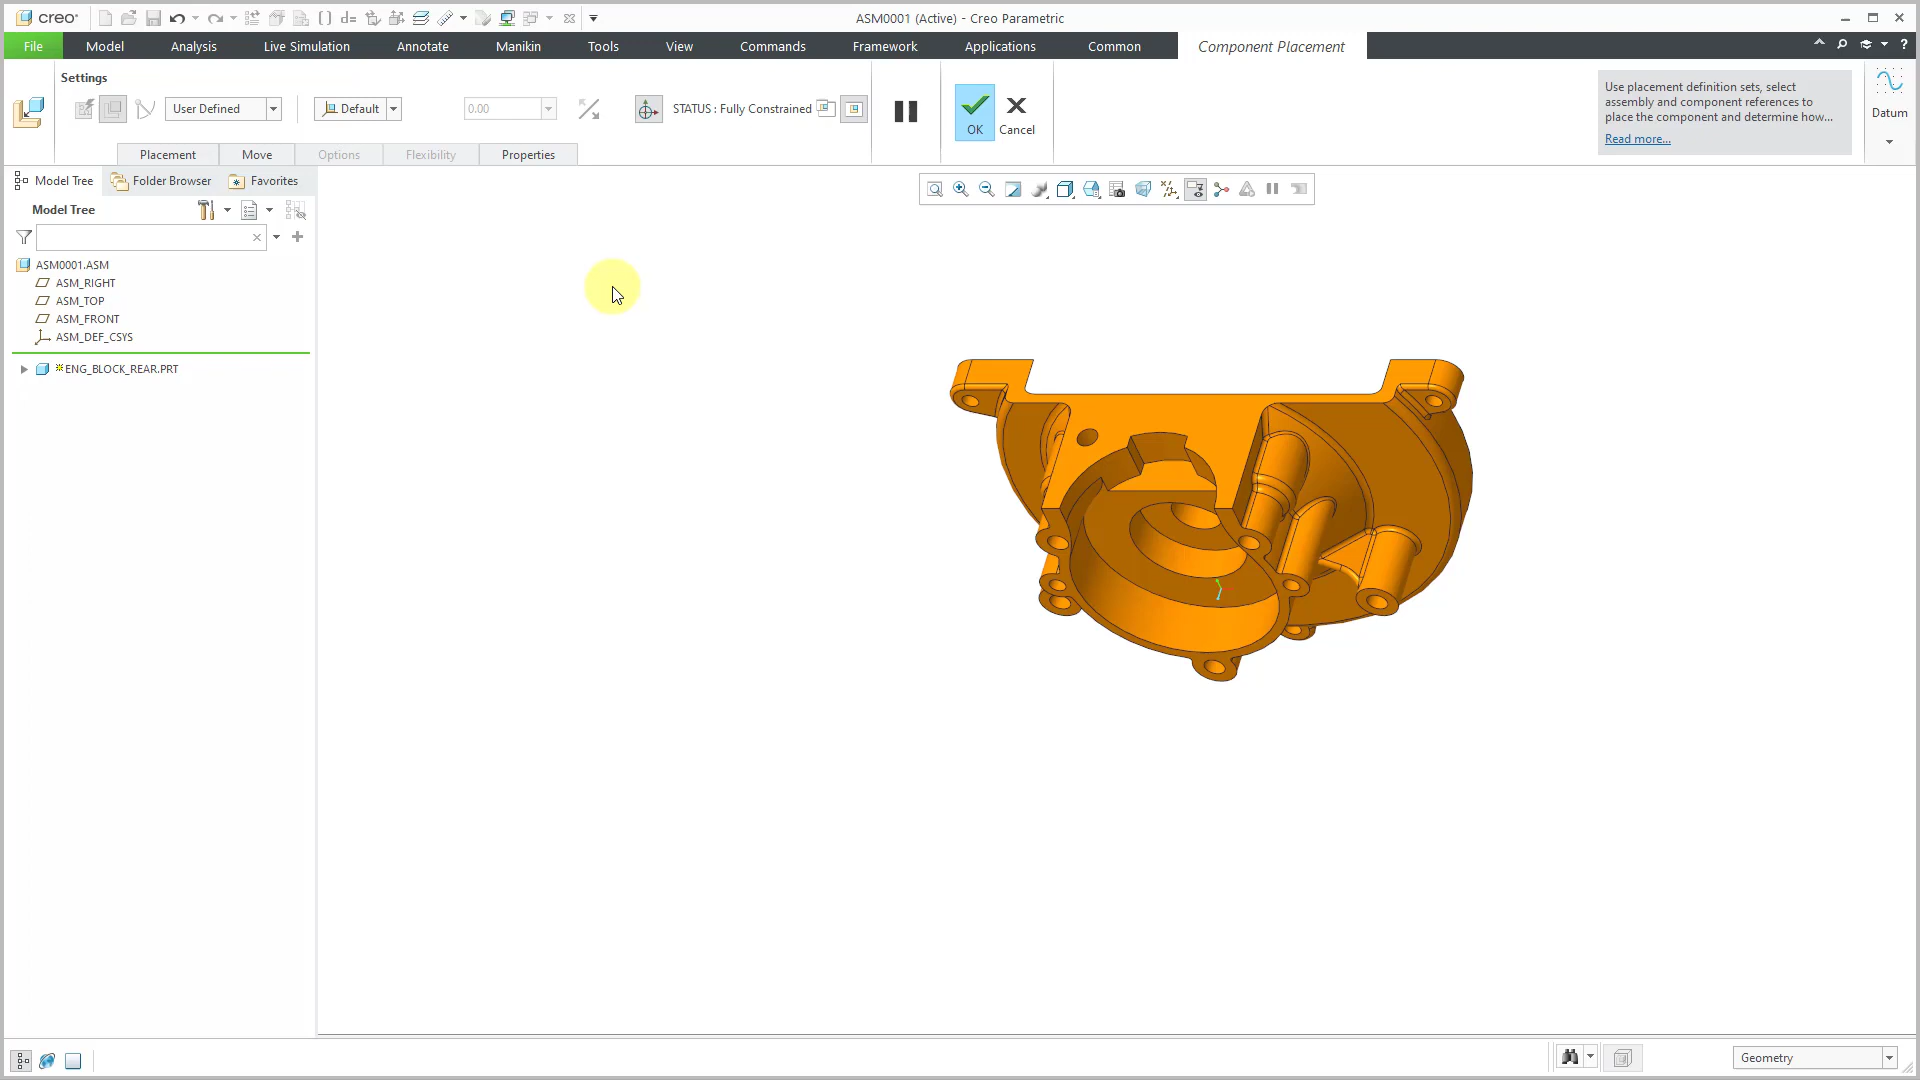 creo
ASM0001 (Active) - Creo Parametric
File
Model
Analysis
Live Simulation
Annotate
Manikin
Tools
View
Commands
Framework
Applications
Common
Component Placement
Settings
User Defined
Default
0.00
STATUS : Fully Constrained
OK
Cancel
Use placement definition sets, select
assembly and component references to
place the component and determine how...
Read more...
Datum
Placement
Move
Options
Flexibility
Properties
Model Tree
Folder Browser
Favorites
Model Tree
ASM0001.ASM
ASM_RIGHT
ASM_TOP
ASM_FRONT
ASM_DEF_CSYS
ENG_BLOCK_REAR.PRT
Geometry